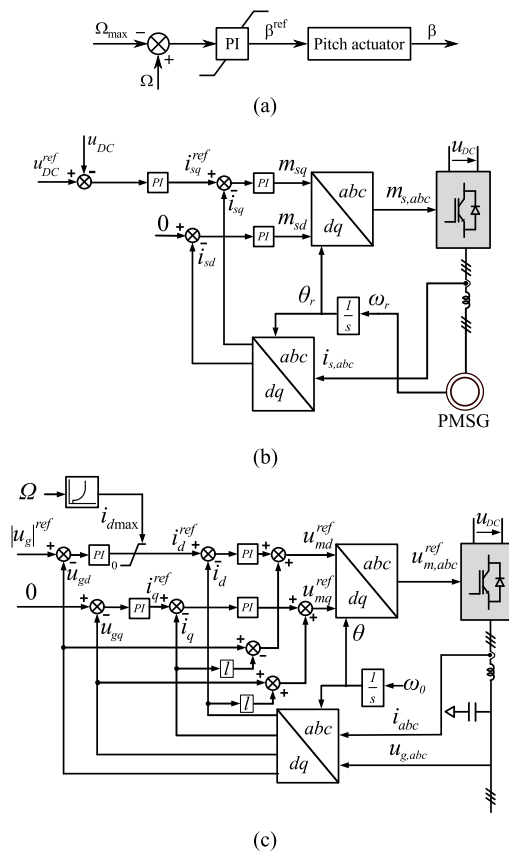 Ωmax
−
+
Ω
PI
β^ref
Pitch actuator
β
(a)
u_DC^ref
+
−
u_DC
PI
i_sq^ref
+
−
i_sq
PI
m_sq
abc
dq
m_s,abc
u_DC
0
+
−
i_sd
PI
m_sd
θ_r
1/s
ω_r
abc
dq
i_s,abc
PMSG
(b)
Ω
i_dmax
|u_g|^ref
+
−
u_gd
PI
0
i_d^ref
+
−
i_d
PI
+
+
u_md^ref
abc
dq
u_m,abc^ref
u_DC
0
+
−
u_gq
PI
i_q^ref
+
−
i_q
PI
+
+
u_mq^ref
+
−
l
+
+
l
θ
1/s
ω_0
abc
dq
i_abc
u_g,abc
(c)